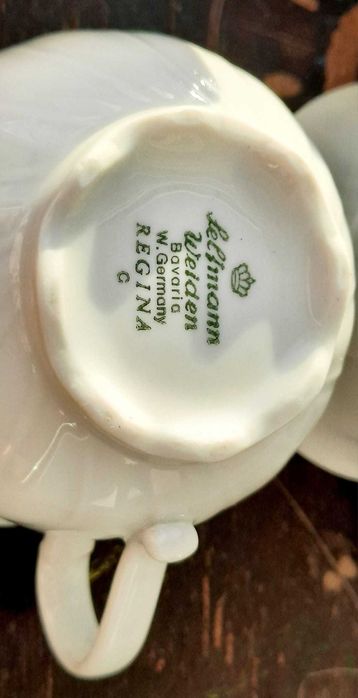 Seltmann
Weiden
Bavaria
W. Germany
REGINA
C